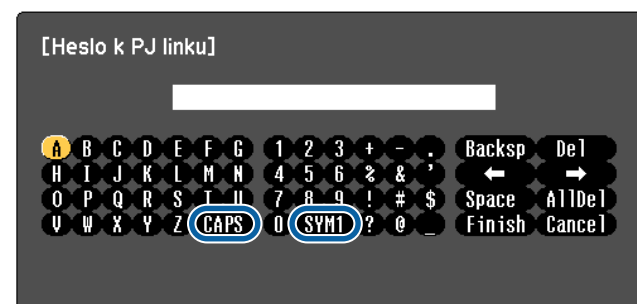 [Heslo k PJ linku]
A B C D E F G 1 2 3 + - . Backsp Del
H I J K L M N 4 5 6 % & ' ← →
O P Q R S T U 7 8 9 ! # $ Space AllDel
V W X Y Z CAPS 0 SYM1 ? @ _ Finish Cancel